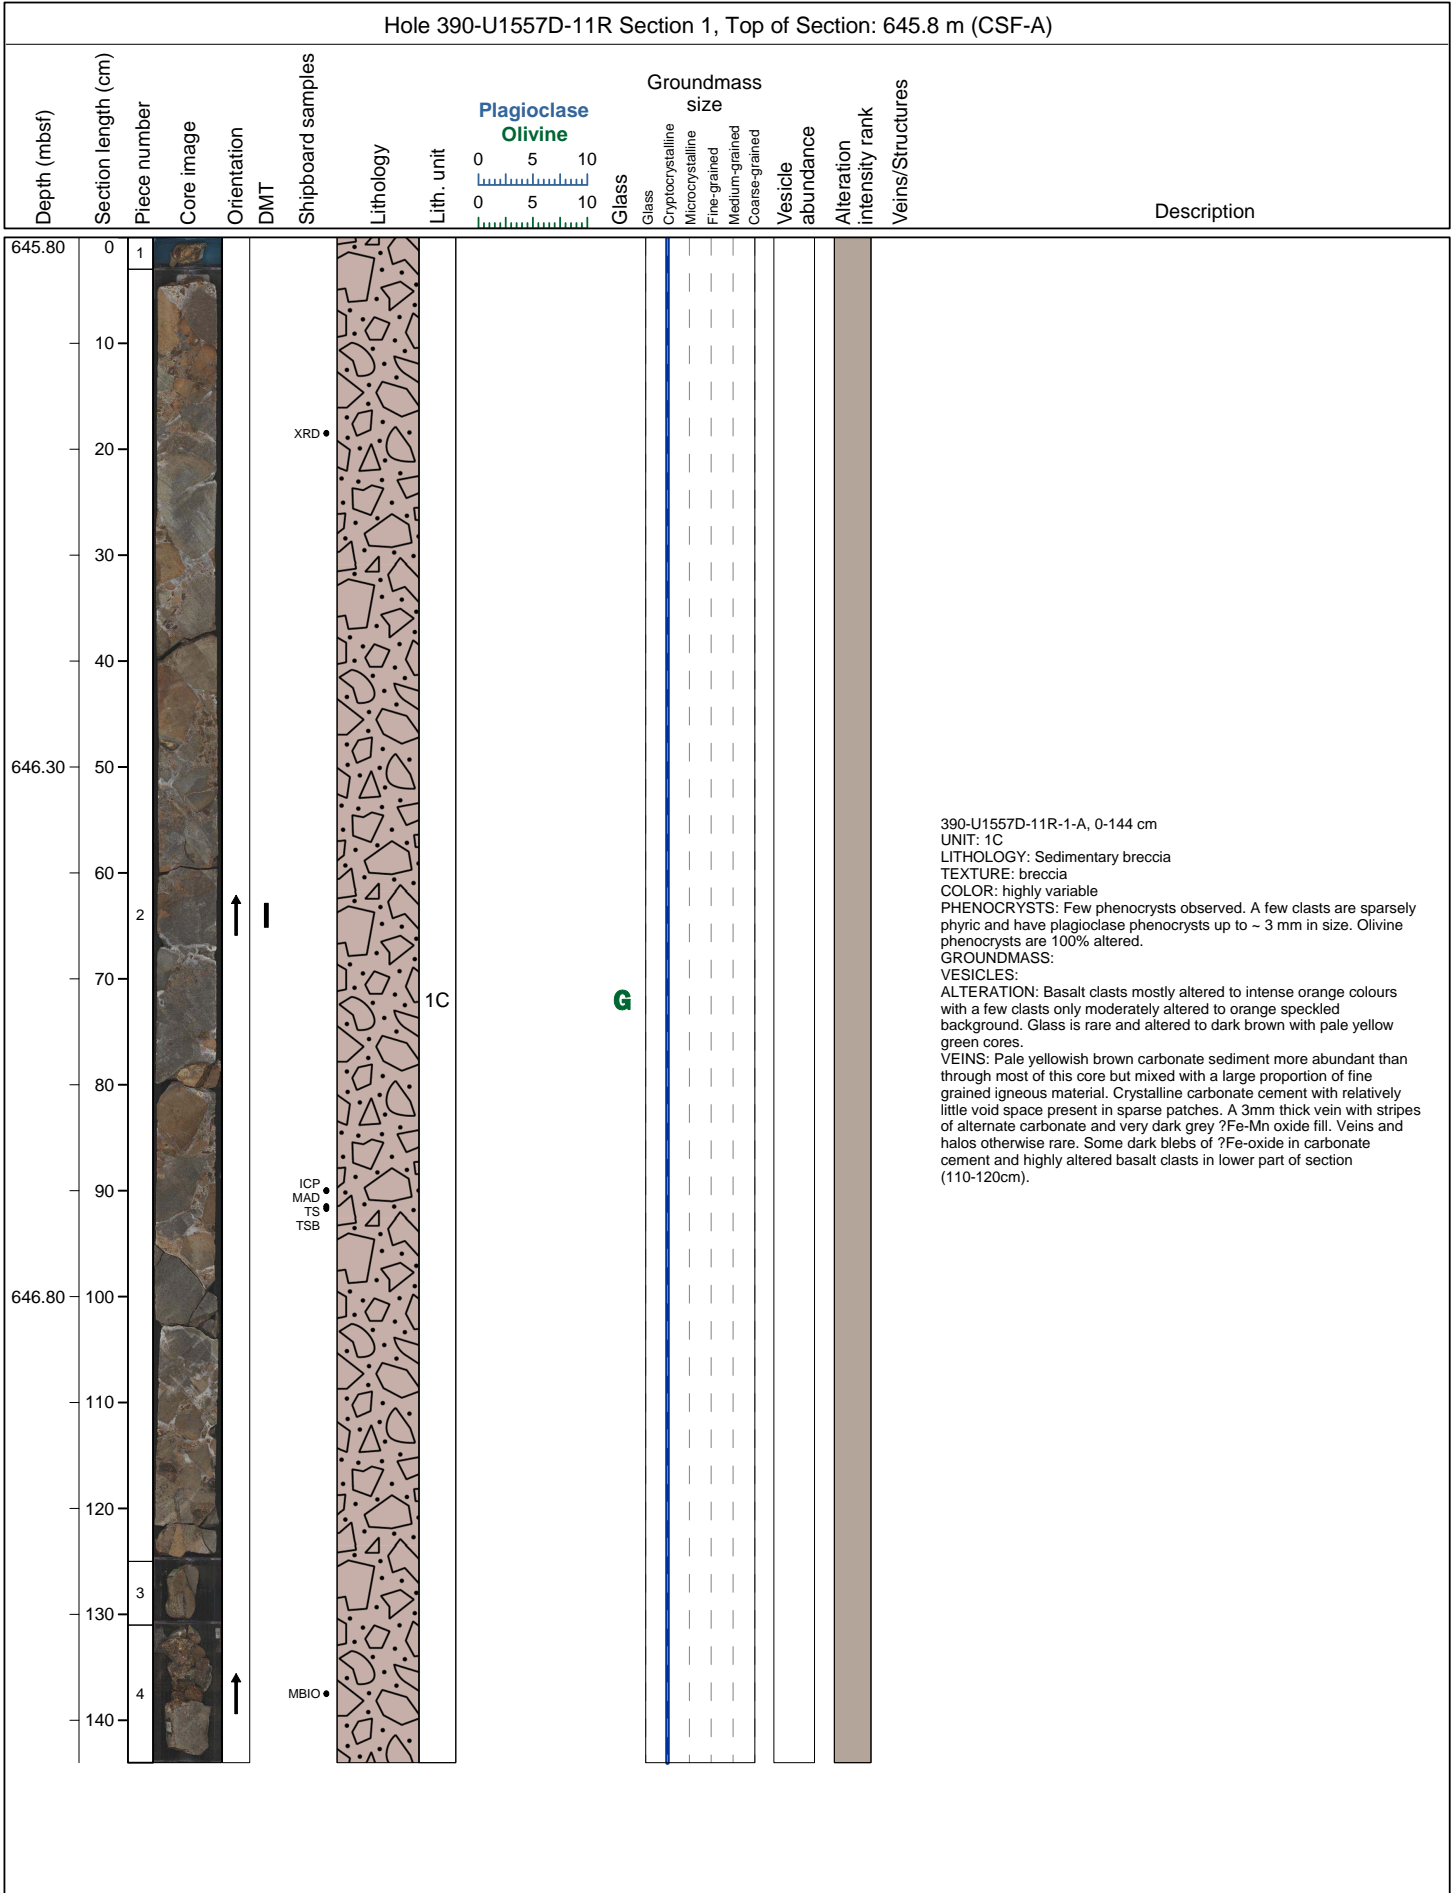 Hole 390-U1557D-11R Section 1, Top of Section: 645.8 m (CSF-A)
Depth (mbsf)
Section length (cm)
Piece number
Core image
Orientation
DMT
Shipboard samples
Lithology
Lith. unit
Plagioclase
Olivine
0 5 10
0 5 10
Glass
Groundmass
size
Glass
Cryptocrystalline
Microcrystalline
Fine-grained
Medium-grained
Coarse-grained
Vesicle
abundance
Alteration
intensity rank
Veins/Structures
Description
645.80 0 1
10
XRD
20
30
40
646.30 50
60
2
70
1C G
80
ICP
90
MAD
TS
TSB
646.80 100
110
120
3
130
4 MBIO
140
390-U1557D-11R-1-A, 0-144 cm
UNIT: 1C
LITHOLOGY: Sedimentary breccia
TEXTURE: breccia
COLOR: highly variable
PHENOCRYSTS: Few phenocrysts observed. A few clasts are sparsely
phyric and have plagioclase phenocrysts up to ~ 3 mm in size. Olivine
phenocrysts are 100% altered.
GROUNDMASS:
VESICLES:
ALTERATION: Basalt clasts mostly altered to intense orange colours
with a few clasts only moderately altered to orange speckled
background. Glass is rare and altered to dark brown with pale yellow
green cores.
VEINS: Pale yellowish brown carbonate sediment more abundant than
through most of this core but mixed with a large proportion of fine
grained igneous material. Crystalline carbonate cement with relatively
little void space present in sparse patches. A 3mm thick vein with stripes
of alternate carbonate and very dark grey ?Fe-Mn oxide fill. Veins and
halos otherwise rare. Some dark blebs of ?Fe-oxide in carbonate
cement and highly altered basalt clasts in lower part of section
(110-120cm).